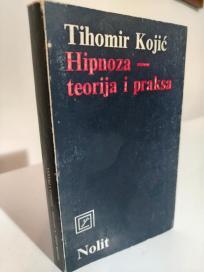 Tihomir Kojić
Hipnoza —
teorija i praksa
Nolit